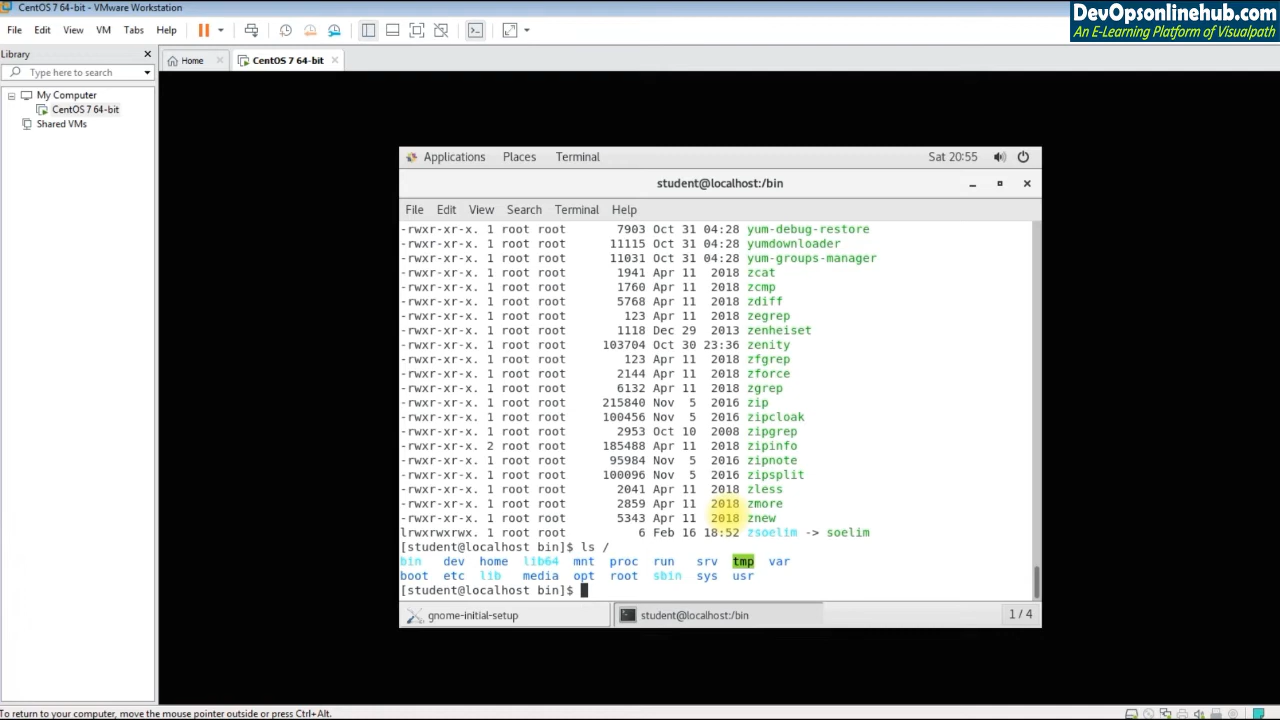 CentOS 7 64-bit - VMware Workstation
DevOpsonlinehub.com
An E-Learning Platform of Visualpath
File Edit View VM Tabs Help
Library
Home
CentOS 7 64-bit
Type here to search
My Computer
CentOS 7 64-bit
Shared VMs
Applications Places Terminal Sat 20:55
student@localhost:/bin
File Edit View Search Terminal Help
-rwxr-xr-x. 1 root root 7903 Oct 31 04:28 yum-debug-restore
-rwxr-xr-x. 1 root root 11115 Oct 31 04:28 yumdownloader
-rwxr-xr-x. 1 root root 11031 Oct 31 04:28 yum-groups-manager
-rwxr-xr-x. 1 root root 1941 Apr 11 2018 zcat
-rwxr-xr-x. 1 root root 1760 Apr 11 2018 zcmp
-rwxr-xr-x. 1 root root 5768 Apr 11 2018 zdiff
-rwxr-xr-x. 1 root root 123 Apr 11 2018 zegrep
-rwxr-xr-x. 1 root root 1118 Dec 29 2013 zenheiset
-rwxr-xr-x. 1 root root 103704 Oct 30 23:36 zenity
-rwxr-xr-x. 1 root root 123 Apr 11 2018 zfgrep
-rwxr-xr-x. 1 root root 2144 Apr 11 2018 zforce
-rwxr-xr-x. 1 root root 6132 Apr 11 2018 zgrep
-rwxr-xr-x. 1 root root 215840 Nov 5 2016 zip
-rwxr-xr-x. 1 root root 100456 Nov 5 2016 zipcloak
-rwxr-xr-x. 1 root root 2953 Oct 10 2008 zipgrep
-rwxr-xr-x. 2 root root 185488 Apr 11 2018 zipinfo
-rwxr-xr-x. 1 root root 95984 Nov 5 2016 zipnote
-rwxr-xr-x. 1 root root 100096 Nov 5 2016 zipsplit
-rwxr-xr-x. 1 root root 2041 Apr 11 2018 zless
-rwxr-xr-x. 1 root root 2859 Apr 11 2018 zmore
-rwxr-xr-x. 1 root root 5343 Apr 11 2018 znew
lrwxrwxrwx. 1 root root 6 Feb 16 18:52 zsoelim -> soelim
[student@localhost bin]$ ls /
bin dev home lib64 mnt proc run srv tmp var
boot etc lib media opt root sbin sys usr
[student@localhost bin]$
gnome-initial-setup student@localhost:/bin 1 / 4
To return to your computer, move the mouse pointer outside or press Ctrl+Alt.